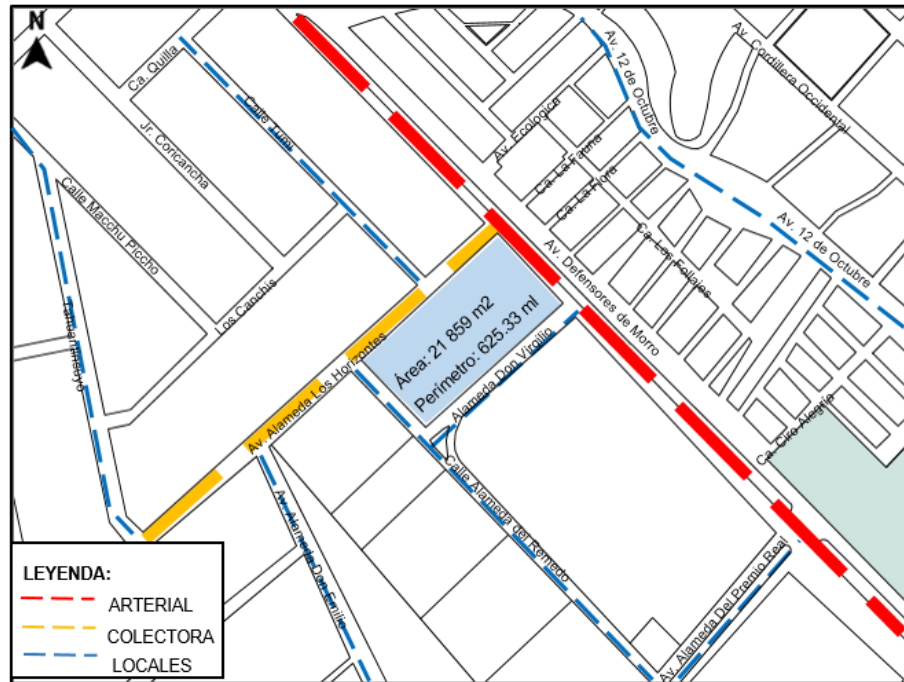 N
Av. Cordillera Occidental
Av. 12 de Octubre
Ca. Quilla
Calle Tumi
Jr. Coricancha
Av. Ecologica
Ca. La Fauna
Ca. La Flora
Calle Macchu Piccho
Ca. Los Follajes
Av. 12 de Octubre
Los Canchis
Av. Defensores de Morro
Tahuantinsuyo
Área: 21 859 m2
Perímetro: 625.33 ml
Av. Alameda Los Horizontes
Alameda Don Virgilio
Ca. Ciro Alegría
Calle Alameda del Remedo
Av. Alameda Don Emilio
Av. Alameda Del Premio Real
LEYENDA:
ARTERIAL
COLECTORA
LOCALES